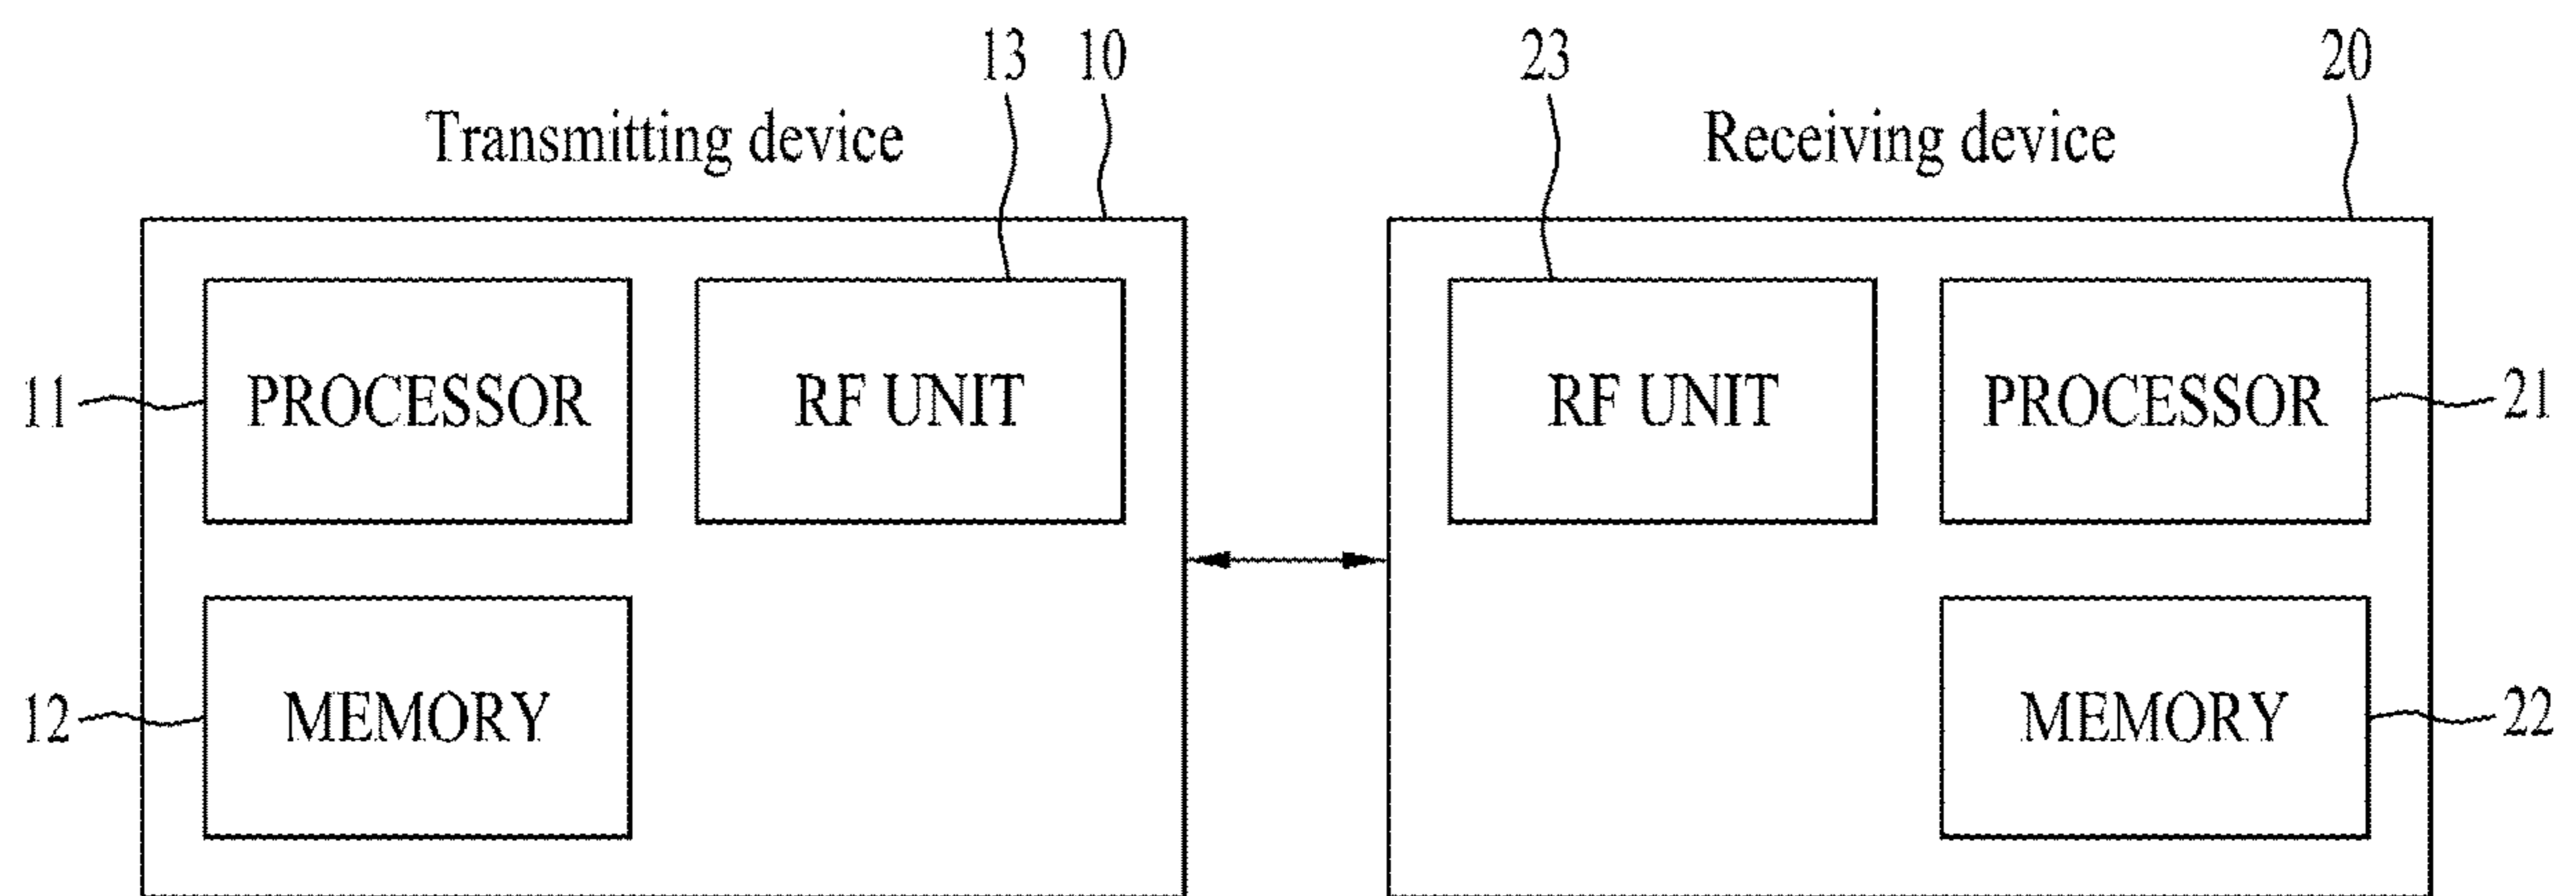 13 10 23 20
Transmitting device Receiving device
11 PROCESSOR RF UNIT RF UNIT PROCESSOR 21
12 MEMORY MEMORY 22